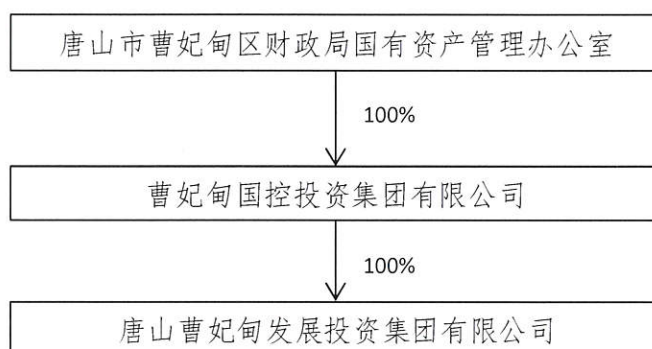 唐山市曹妃甸区财政局国有资产管理办公室
100%
曹妃甸国控投资集团有限公司
100%
唐山曹妃甸发展投资集团有限公司